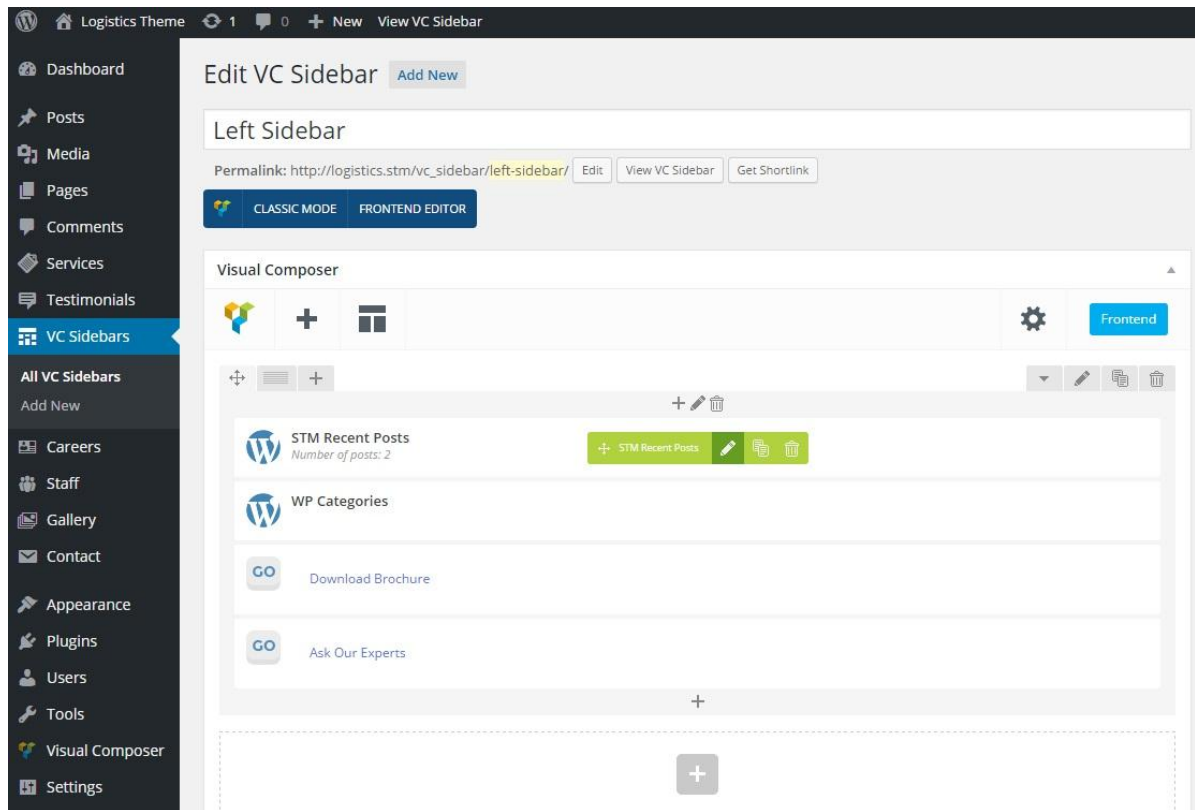 Logistics Theme 1 0 New View VC Sidebar
Dashboard
Posts
Media
Pages
Comments
Services
Testimonials
VC Sidebars
All VC Sidebars
Add New
Careers
Staff
Gallery
Contact
Appearance
Plugins
Users
Tools
Visual Composer
Settings
Edit VC Sidebar Add New
Left Sidebar
Permalink: http://logistics.stm/vc_sidebar/left-sidebar/ Edit View VC Sidebar Get Shortlink
CLASSIC MODE FRONTEND EDITOR
Visual Composer
Frontend
STM Recent Posts
Number of posts: 2
STM Recent Posts
WP Categories
GO Download Brochure
GO Ask Our Experts